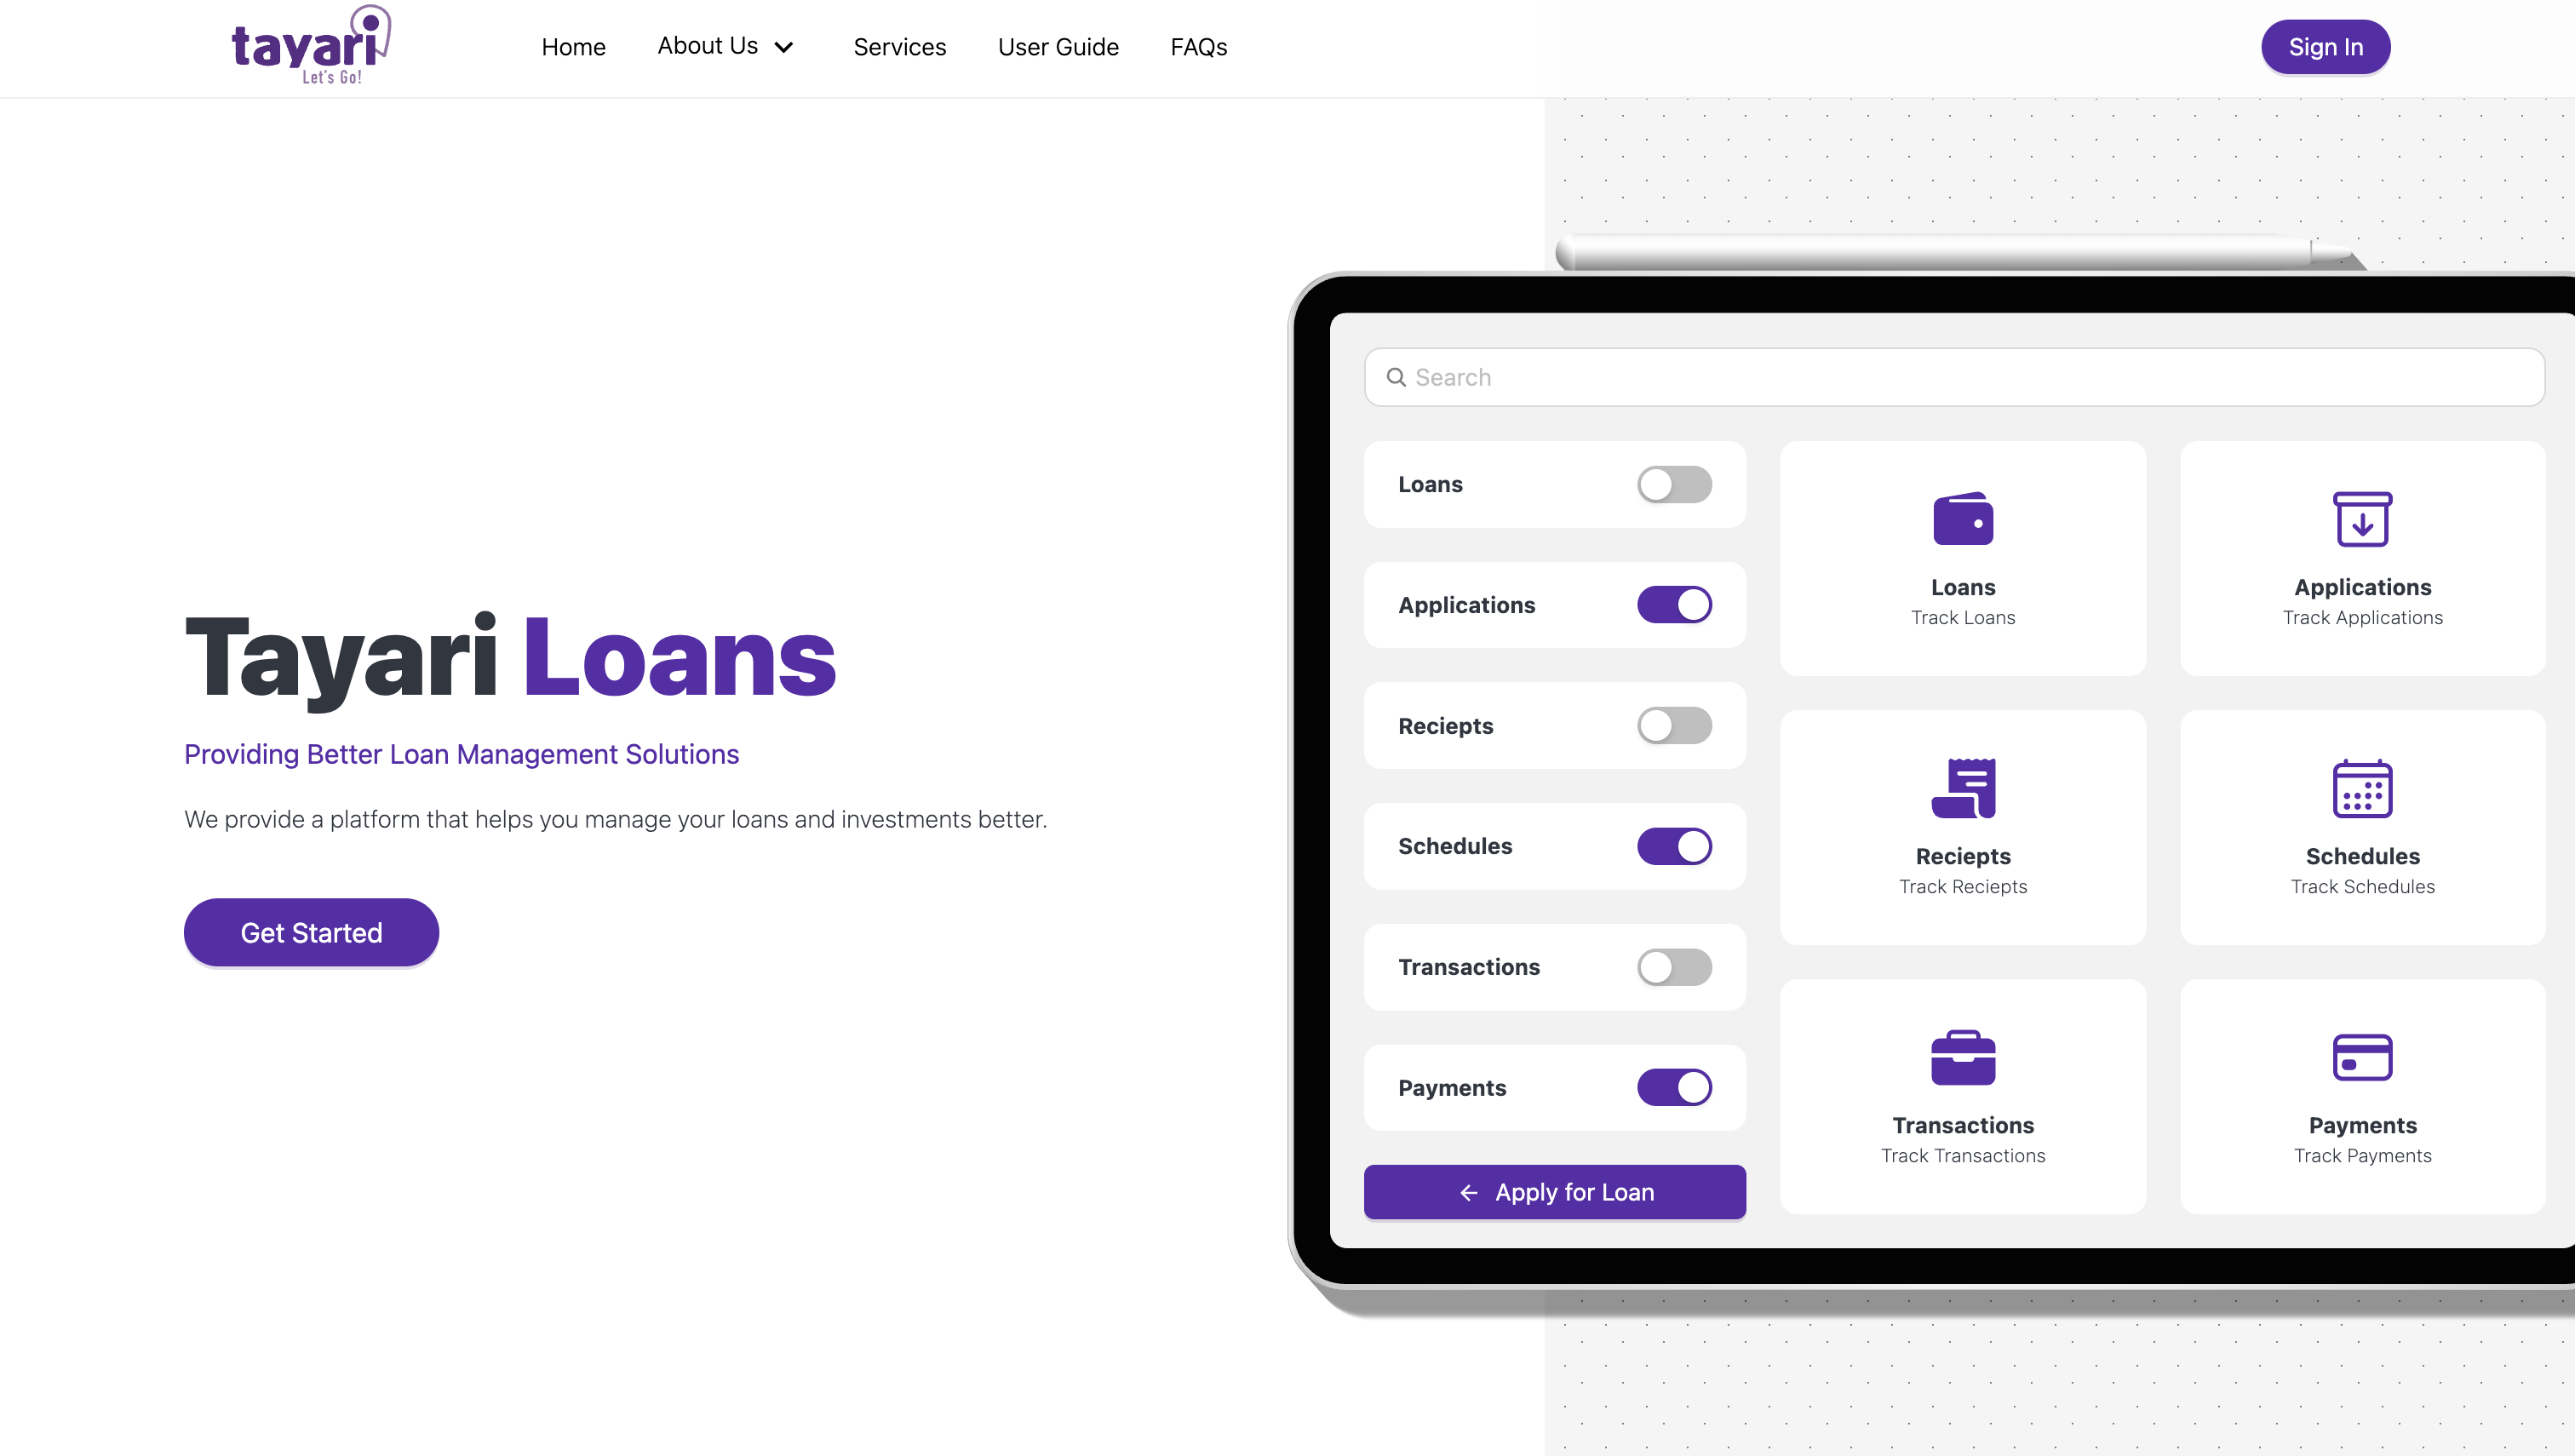 tayari
Let's Go!
Home
About Us
Services
User Guide
FAQs
Sign In
Tayari Loans
Providing Better Loan Management Solutions
We provide a platform that helps you manage your loans and investments better.
Get Started
Search
Loans
Applications
Reciepts
Schedules
Transactions
Payments
Apply for Loan
Loans
Track Loans
Applications
Track Applications
Reciepts
Track Reciepts
Schedules
Track Schedules
Transactions
Track Transactions
Payments
Track Payments